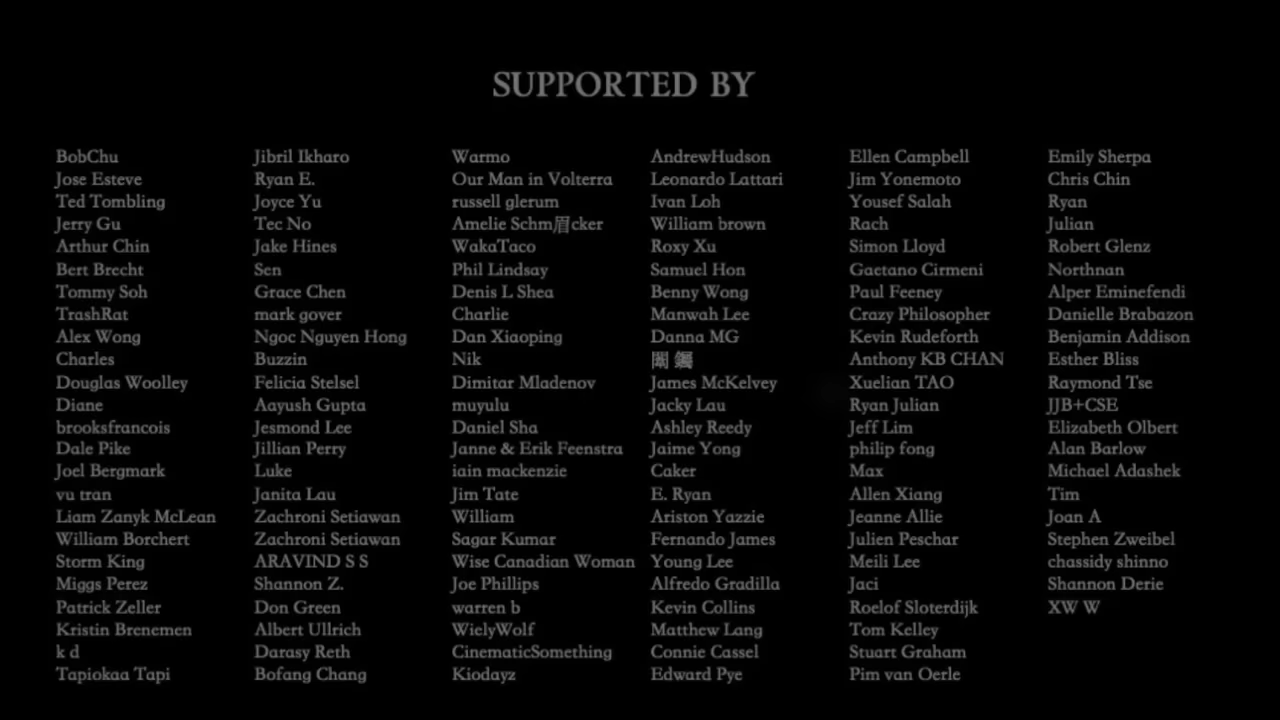 SUPPORTED BY
BobChu
Jose Esteve
Ted Tombling
Jerry Gu
Arthur Chin
Bert Brecht
Tommy Soh
TrashRat
Alex Wong
Charles
Douglas Woolley
Diane
brooksfrancois
Dale Pike
Joel Bergmark
vu tran
Liam Zanyk McLean
William Borchert
Storm King
Miggs Perez
Patrick Zeller
Kristin Brenemen
k d
Tapiokaa Tapi
Jibril Ikharo
Ryan E.
Joyce Yu
Tec No
Jake Hines
Sen
Grace Chen
mark gover
Ngoc Nguyen Hong
Buzzin
Felicia Stelsel
Aayush Gupta
Jesmond Lee
Jillian Perry
Luke
Janita Lau
Zachroni Setiawan
Zachroni Setiawan
ARAVIND S S
Shannon Z.
Don Green
Albert Ullrich
Darasy Reth
Bofang Chang
Warmo
Our Man in Volterra
russell glerum
Amelie Schm眉cker
WakaTaco
Phil Lindsay
Denis L Shea
Charlie
Dan Xiaoping
Nik
Dimitar Mladenov
muyulu
Daniel Sha
Janne & Erik Feenstra
iain mackenzie
Jim Tate
William
Sagar Kumar
Wise Canadian Woman
Joe Phillips
warren b
WielyWolf
CinematicSomething
Kiodayz
AndrewHudson
Leonardo Lattari
Ivan Loh
William brown
Roxy Xu
Samuel Hon
Benny Wong
Manwah Lee
Danna MG
James McKelvey
Jacky Lau
Ashley Reedy
Jaime Yong
Caker
E. Ryan
Ariston Yazzie
Fernando James
Young Lee
Alfredo Gradilla
Kevin Collins
Matthew Lang
Connie Cassel
Edward Pye
Ellen Campbell
Jim Yonemoto
Yousef Salah
Rach
Simon Lloyd
Gaetano Cirmeni
Paul Feeney
Crazy Philosopher
Kevin Rudeforth
Anthony KB CHAN
Xuelian TAO
Ryan Julian
Jeff Lim
philip fong
Max
Allen Xiang
Jeanne Allie
Julien Peschar
Meili Lee
Jaci
Roelof Sloterdijk
Tom Kelley
Stuart Graham
Pim van Oerle
Emily Sherpa
Chris Chin
Ryan
Julian
Robert Glenz
Northnan
Alper Eminefendi
Danielle Brabazon
Benjamin Addison
Esther Bliss
Raymond Tse
JJB+CSE
Elizabeth Olbert
Alan Barlow
Michael Adashek
Tim
Joan A
Stephen Zweibel
chassidy shinno
Shannon Derie
XW W